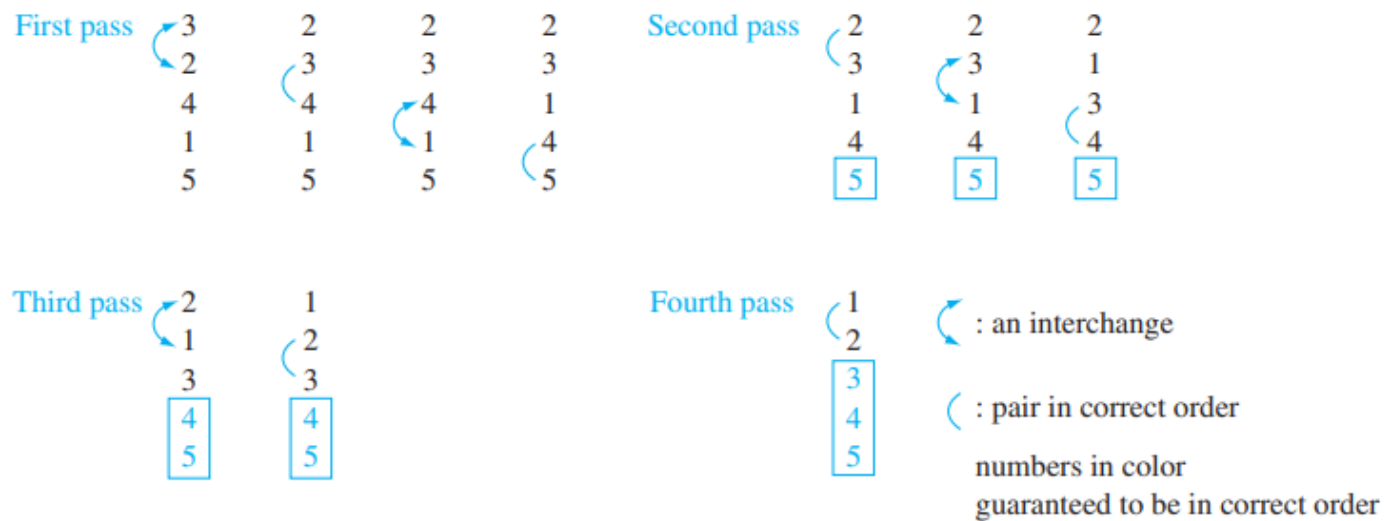 First pass 3 2 2 2 Second pass 2 2 2
2 3 3 3 3 3 1
4 4 4 1 1 1 3
1 1 1 4 4 4 4
5 5 5 5 5 5 5
Third pass 2 1 Fourth pass 1
1 2 2 : an interchange
3 3 3
4 4 4 : pair in correct order
5 5 5 numbers in color
guaranteed to be in correct order